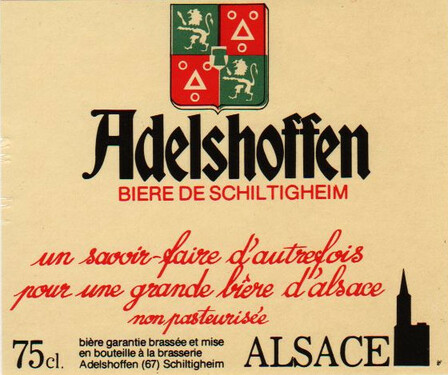 Adelshoffen
BIERE DE SCHILTIGHEIM
un savoir-faire d'autrefois
pour une grande bière d'alsace
non pasteurisée
75cl.
bière garantie brassée et mise
en bouteille à la brasserie
Adelshoffen (67) Schiltigheim
ALSACE